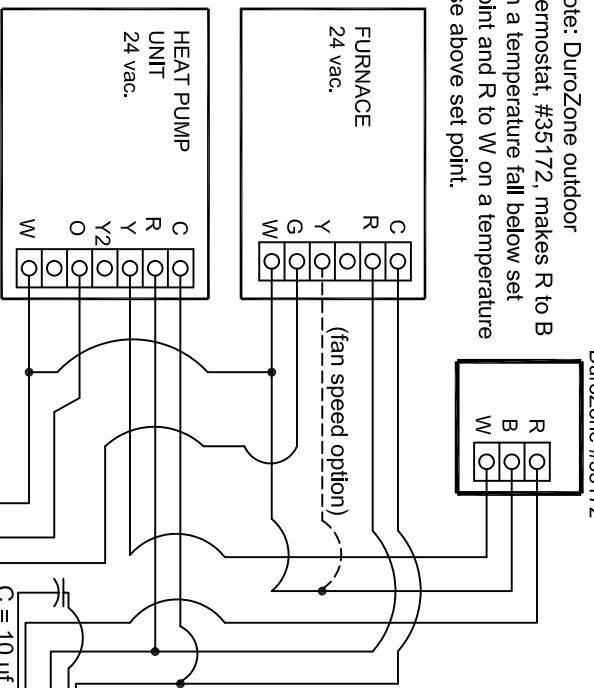 ote: DuroZone outdoor
ermostat, #35172, makes R to B
n a temperature fall below set
oint and R to W on a temperature
se above set point.
R
B
W
FURNACE
24 vac.
C
R
Y
G
W
(fan speed option)
HEAT PUMP
UNIT
24 vac.
C
R
Y
Y2
O
W
C = 10 uf